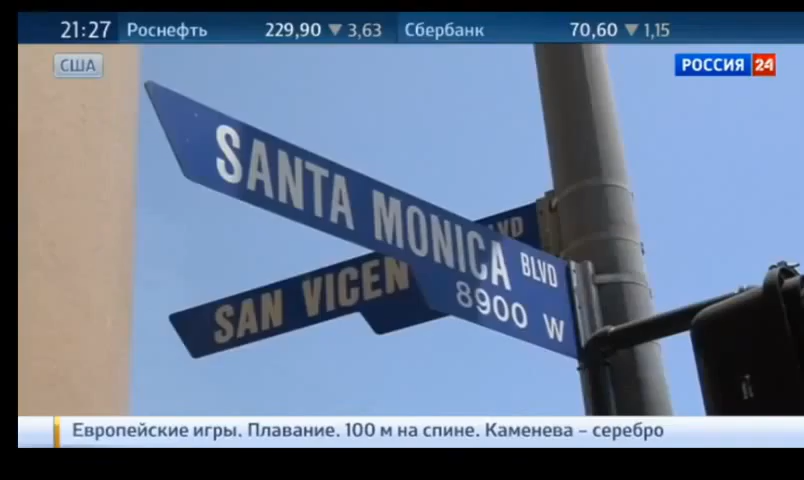 21:27 Роснефть 229,90 ▼ 3,63 Сбербанк 70,60 ▼ 1,15
США
РОССИЯ 24
SANTA MONICA BLVD
8900 W
SAN VICEN
Европейские игры. Плавание. 100 м на спине. Каменева – серебро